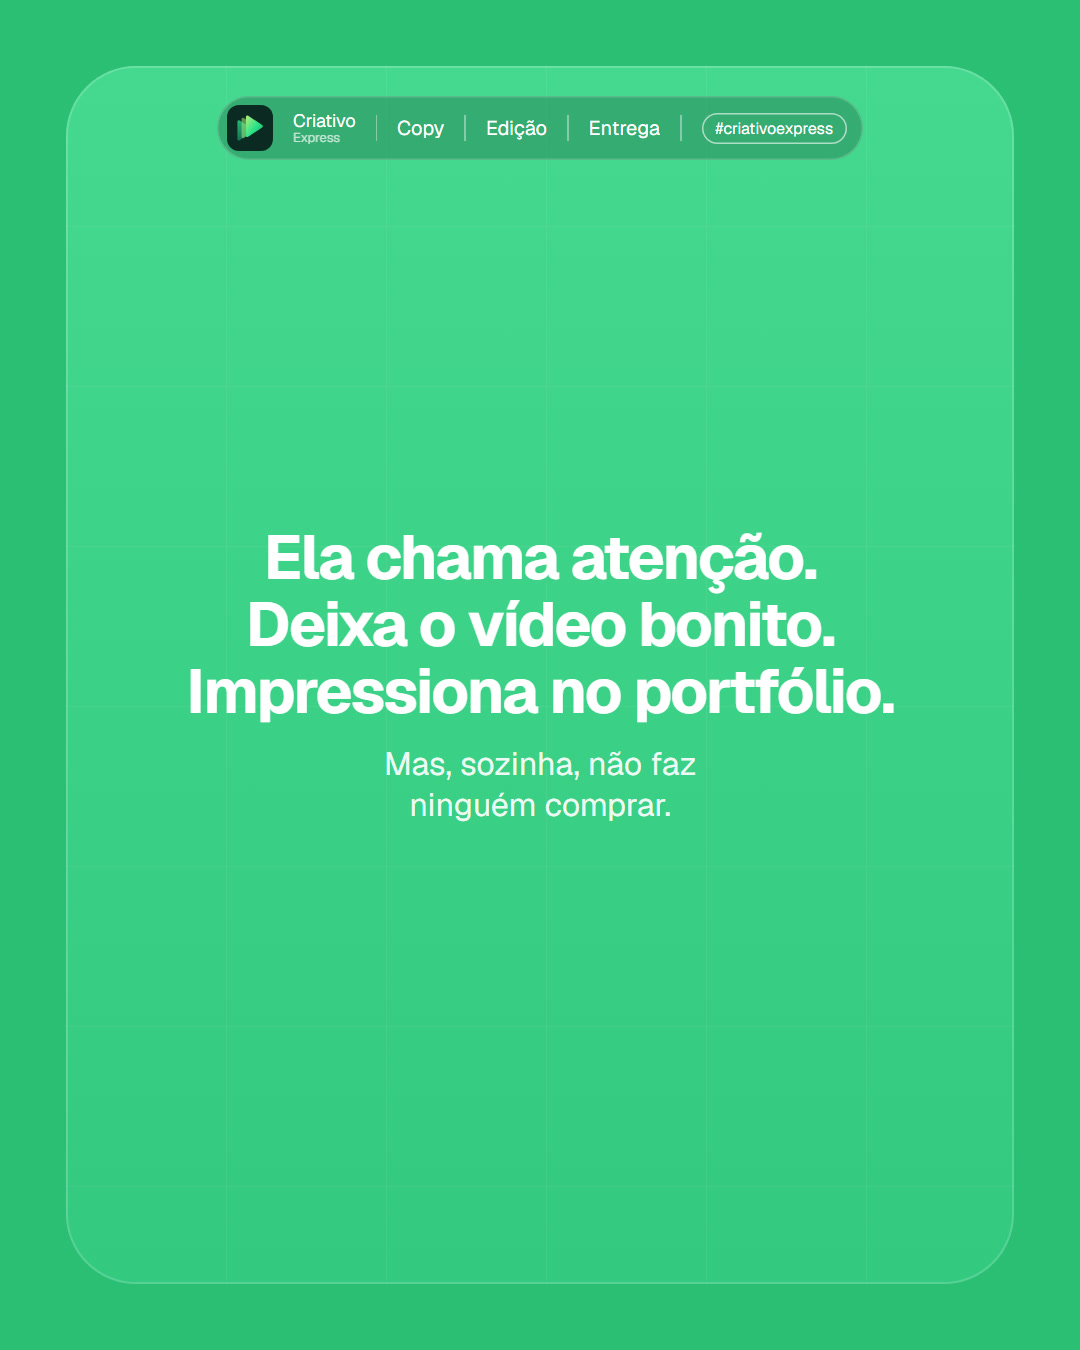 Criativo
Express
Copy
Edição
Entrega
#criativoexpress
Ela chama atenção.
Deixa o vídeo bonito.
Impressiona no portfólio.
Mas, sozinha, não faz
ninguém comprar.